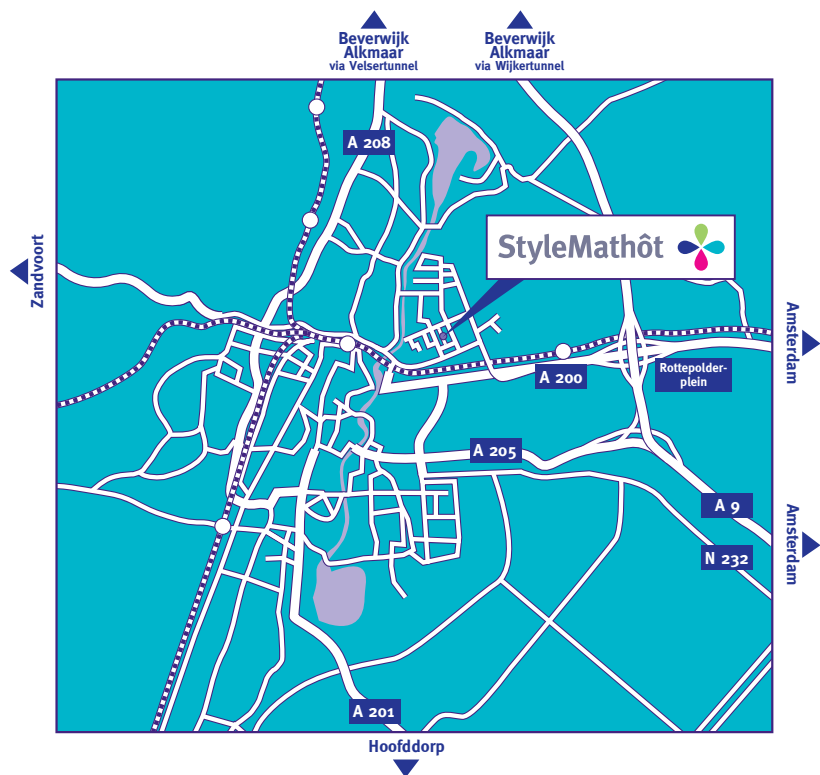 Beverwijk
Alkmaar
via Velsertunnel
Beverwijk
Alkmaar
via Wijkertunnel
A 208
StyleMathôt
Zandvoort
Amsterdam
Rottepolder-
plein
A 200
A 205
A 9
Amsterdam
N 232
A 201
Hoofddorp